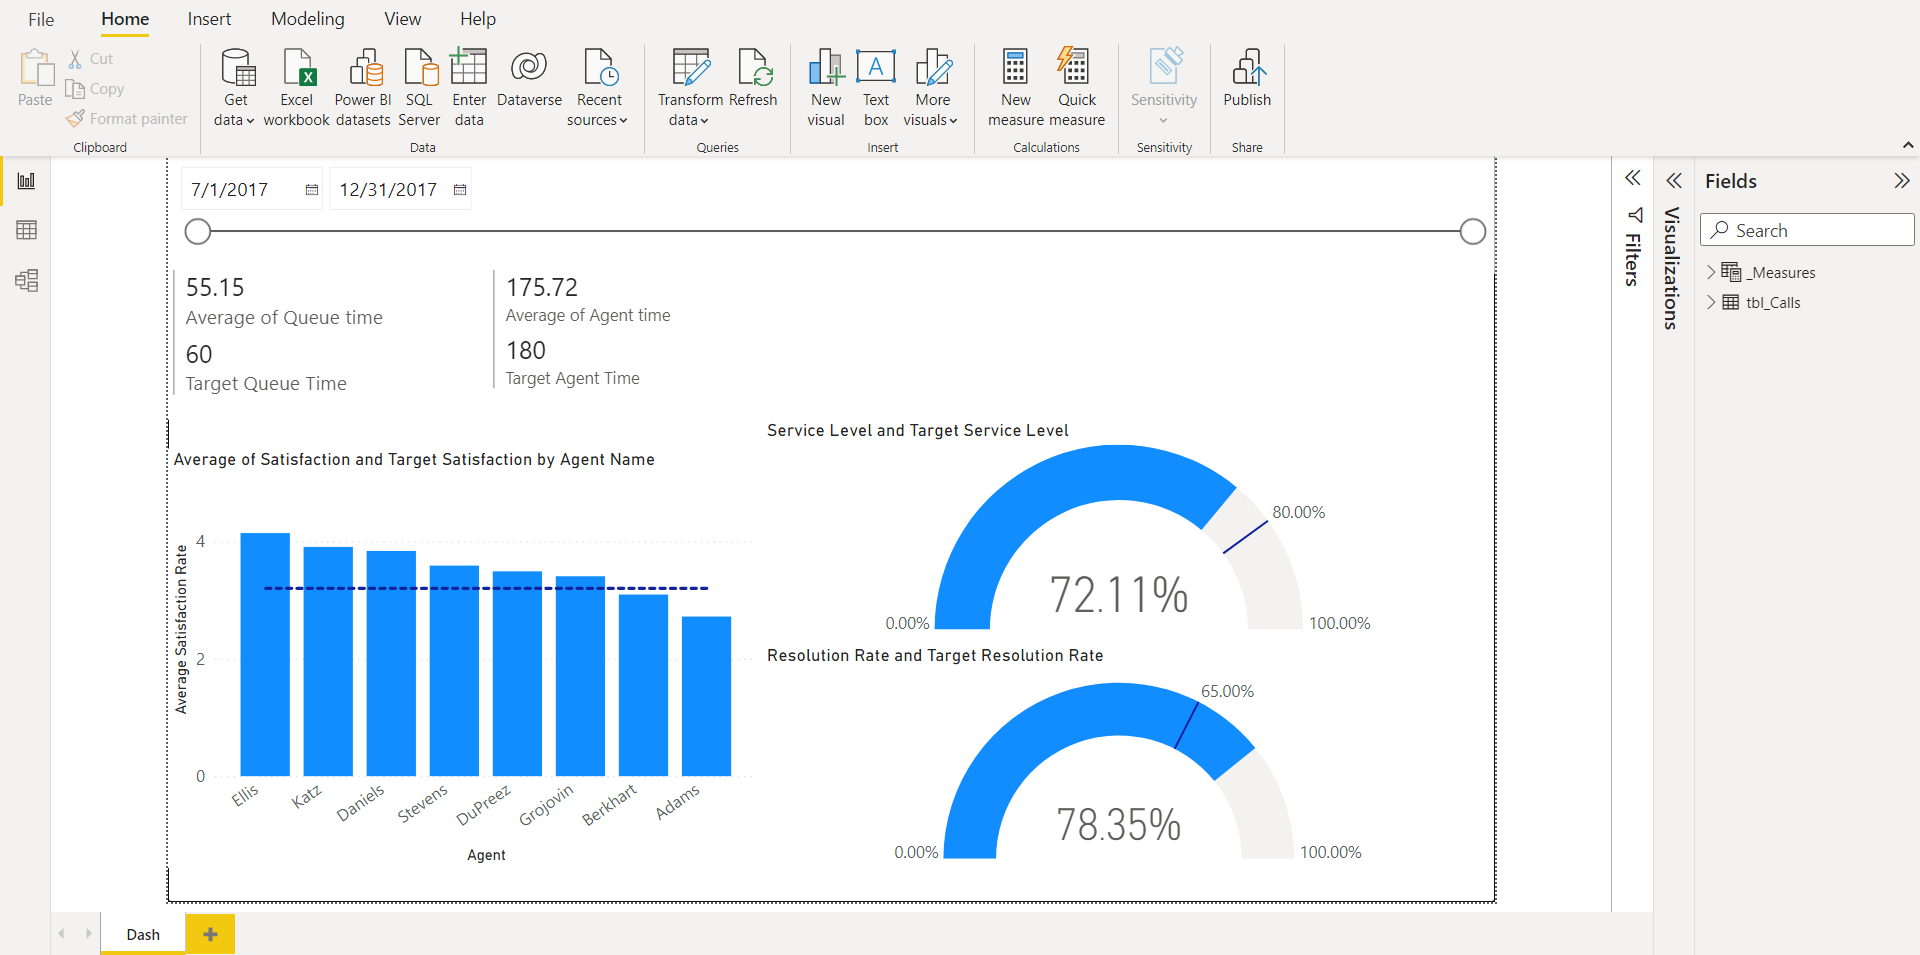 File Home Insert Modeling View Help
Paste
Cut
Copy
Format painter
Clipboard
Get data
Excel workbook
Power BI datasets
SQL Server
Enter data
Dataverse
Recent sources
Data
Transform data
Refresh
Queries
New visual
Text box
More visuals
Insert
New measure
Quick measure
Calculations
Sensitivity
Sensitivity
Publish
Share
7/1/2017 12/31/2017
55.15
Average of Queue time
60
Target Queue Time
175.72
Average of Agent time
180
Target Agent Time
Average of Satisfaction and Target Satisfaction by Agent Name
Average Satisfaction Rate
4
2
0
Ellis Katz Daniels Stevens DuPreez Grojovin Berkhart Adams
Agent
Service Level and Target Service Level
80.00%
72.11%
0.00% 100.00%
Resolution Rate and Target Resolution Rate
65.00%
78.35%
0.00% 100.00%
Filters
Visualizations
Fields
Search
_Measures
tbl_Calls
Dash